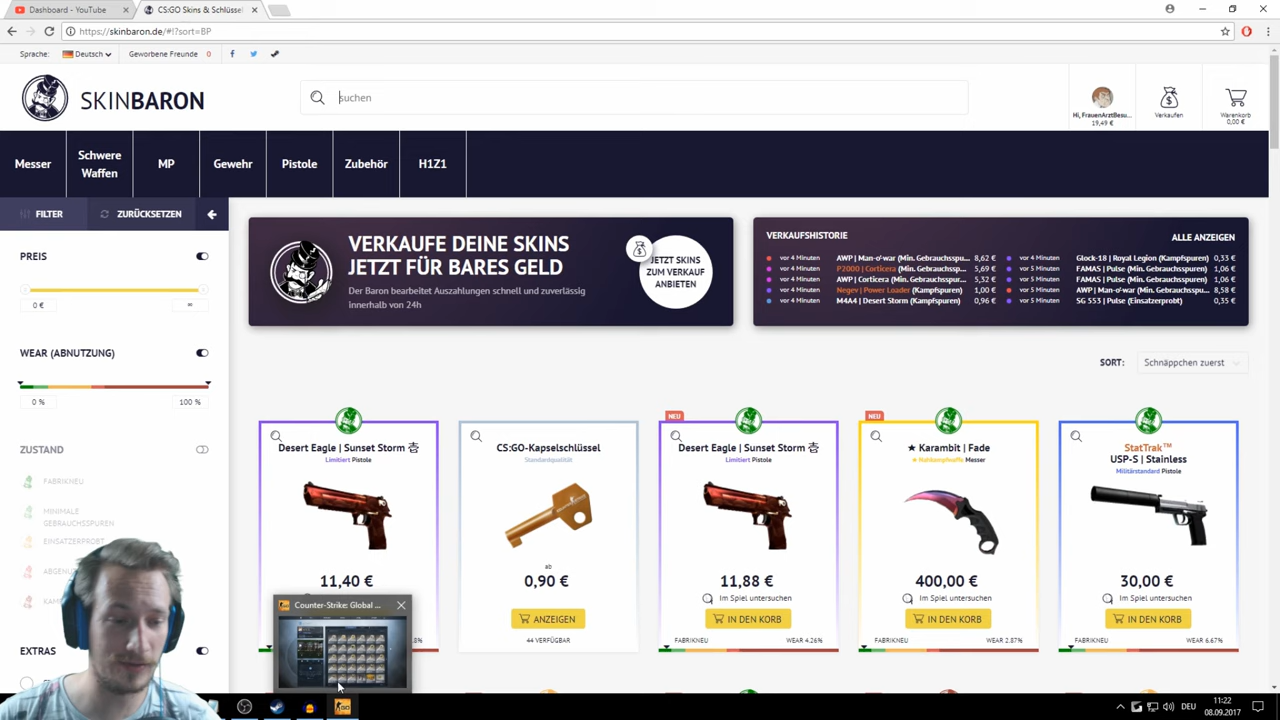 Dashboard - YouTube
CS:GO Skins & Schlüssel
https://skinbaron.de/#!?sort=BP
Sprache:
Deutsch
Geworbene Freunde 0
SKINBARON
suchen
Hi, FrauenArztBesu...
19,49 €
Verkaufen
Warenkorb
0,00 €
Messer
Schwere
Waffen
MP
Gewehr
Pistole
Zubehör
H1Z1
FILTER
ZURÜCKSETZEN
PREIS
0 €
∞
WEAR (ABNUTZUNG)
0 %
100 %
ZUSTAND
FABRIKNEU
MINIMALE
GEBRAUCHSSPUREN
EINSATZERPROBT
EXTRAS
VERKAUFE DEINE SKINS
JETZT FÜR BARES GELD
Der Baron bearbeitet Auszahlungen schnell und zuverlässig
innerhalb von 24h
JETZT SKINS
ZUM VERKAUF
ANBIETEN
VERKAUFSHISTORIE
ALLE ANZEIGEN
vor 4 Minuten AWP | Man-o'-war (Min. Gebrauchsspu... 8,62 €
vor 4 Minuten P2000 | Corticera (Min. Gebrauchsspu... 5,69 €
vor 4 Minuten AWP | Corticera (Min. Gebrauchsspu... 5,32 €
vor 4 Minuten Negev | Power Loader (Kampfspuren) 1,00 €
vor 4 Minuten M4A4 | Desert Storm (Kampfspuren) 0,96 €
vor 4 Minuten Glock-18 | Royal Legion (Kampfspuren) 0,33 €
vor 4 Minuten FAMAS | Pulse (Min. Gebrauchsspuren) 1,06 €
vor 5 Minuten FAMAS | Pulse (Min. Gebrauchsspuren) 1,06 €
vor 5 Minuten AWP | Man-o'-war (Min. Gebrauchsspur... 8,58 €
vor 5 Minuten SG 553 | Pulse (Einsatzerprobt) 0,35 €
SORT:
Schnäppchen zuerst
Desert Eagle | Sunset Storm 壱
Limitiert Pistole
11,40 €
CS:GO-Kapselschlüssel
Standardqualität
ab
0,90 €
ANZEIGEN
44 VERFÜGBAR
NEU
Desert Eagle | Sunset Storm 壱
Limitiert Pistole
11,88 €
Im Spiel untersuchen
IN DEN KORB
FABRIKNEU
WEAR 4.26%
NEU
★ Karambit | Fade
Messer
400,00 €
Im Spiel untersuchen
IN DEN KORB
FABRIKNEU
WEAR 2.87%
StatTrak™
USP-S | Stainless
Militärstandard Pistole
30,00 €
Im Spiel untersuchen
IN DEN KORB
FABRIKNEU
WEAR 6.67%
Counter-Strike: Global ...
DEU
11:22
08.09.2017